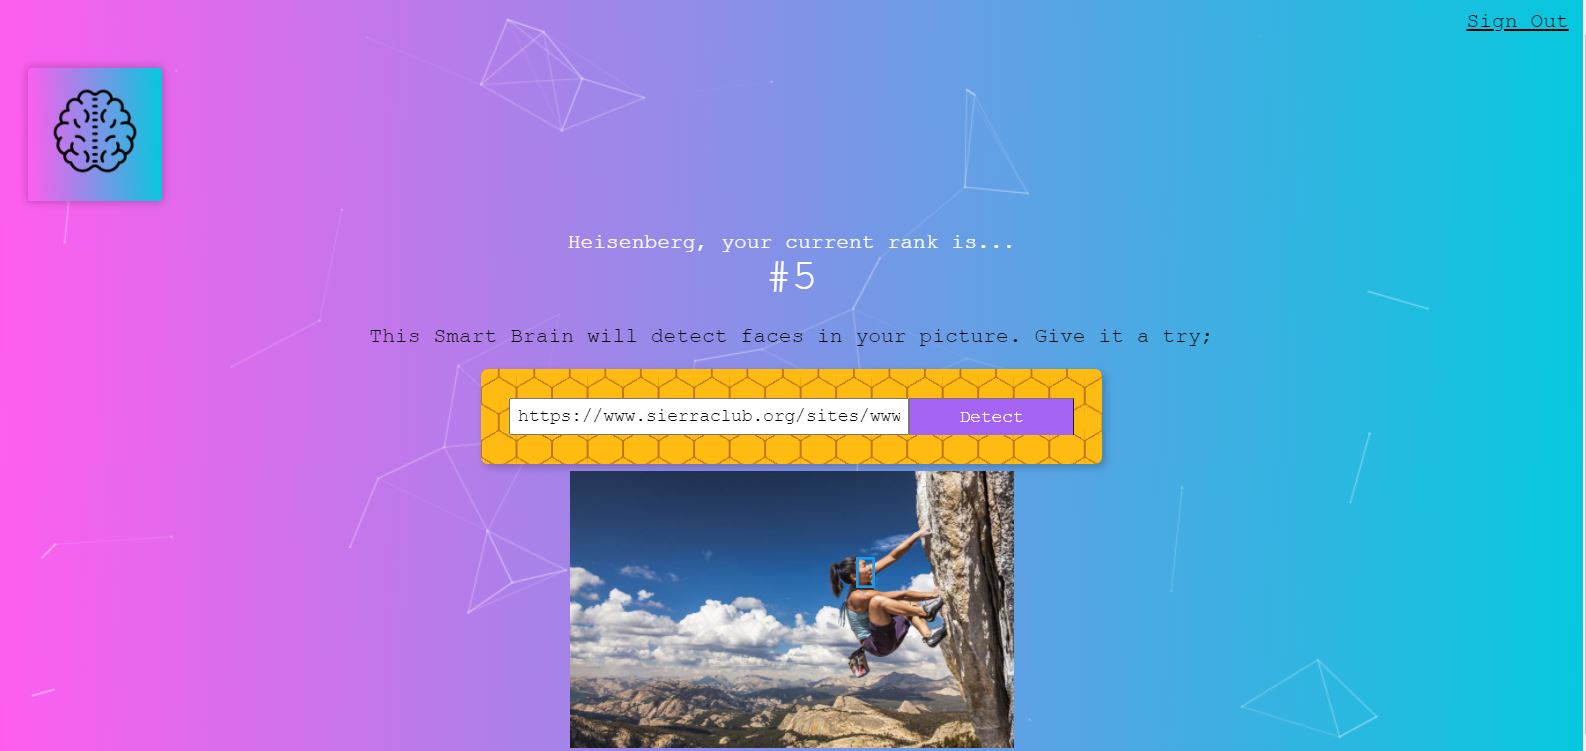 Sign Out
Heisenberg, your current rank is...
#5
This Smart Brain will detect faces in your picture. Give it a try;
https://www.sierraclub.org/sites/www
Detect